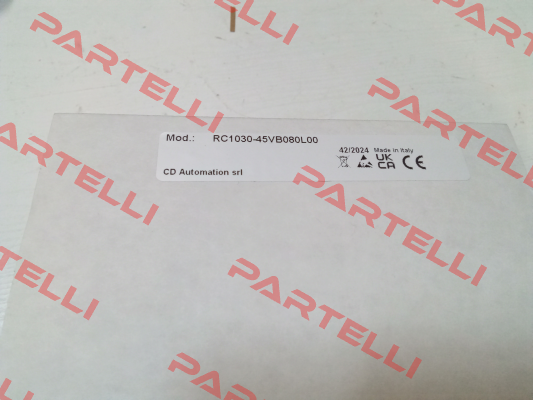 PARTELLI
PARTELLI
Mod.: RC1030-45VB080L00
42/2024 Made in Italy
UK
CA CE
CD Automation srl
PARTELLI
PARTELLI
PARTELLI
PARTELLI
PARTELLI